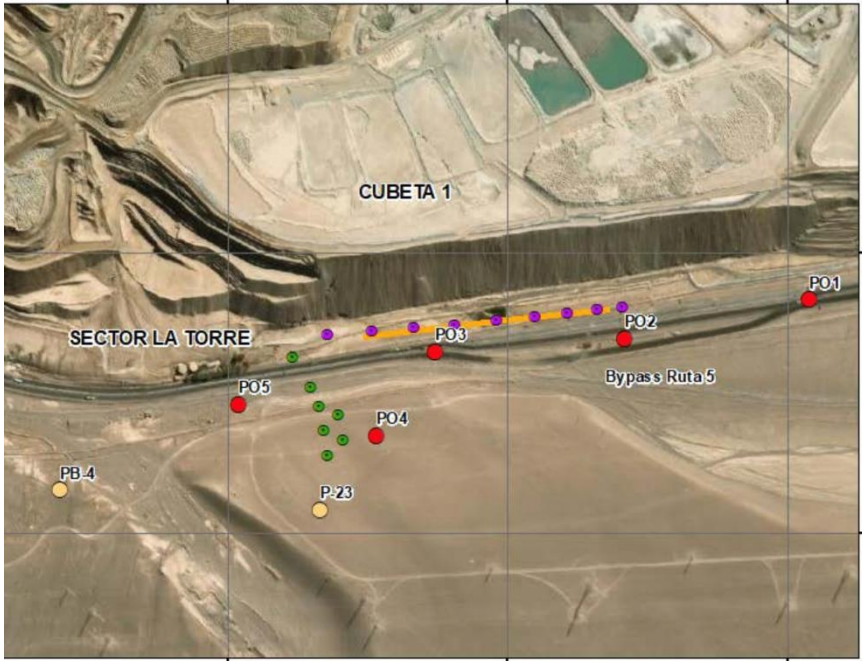 CUBETA 1
PO1
SECTOR LA TORRE
PO2
PO3
Bypass Ruta 5
PO5
PO4
PB-4
P-23